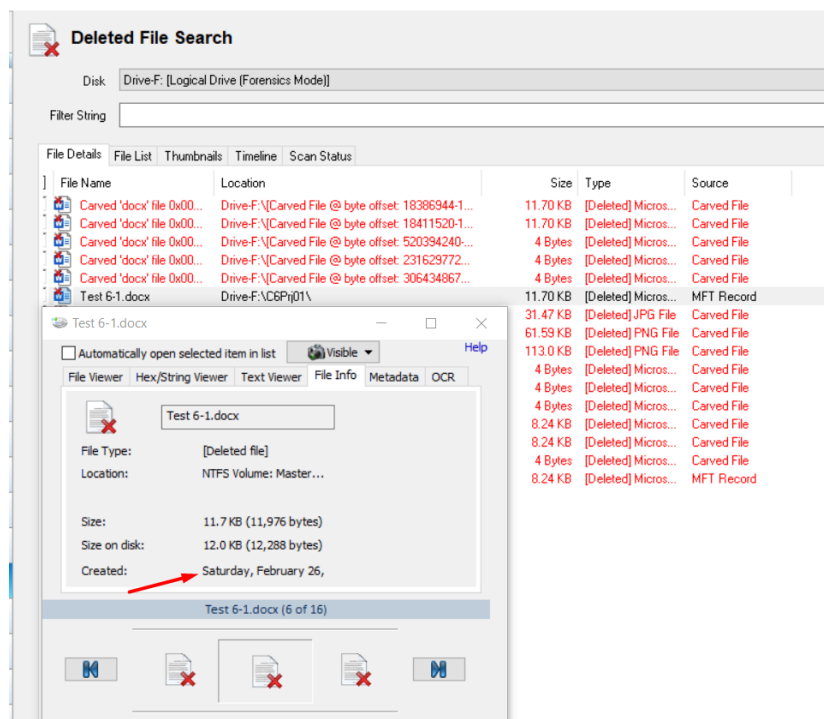 Deleted File Search
Disk Drive-F: [Logical Drive (Forensics Mode)]
Filter String
File Details File List Thumbnails Timeline Scan Status
] File Name Location Size Type Source
Carved 'docx' file 0x00... Drive-F:\[Carved File @ byte offset: 18386944-1... 11.70 KB [Deleted] Micros... Carved File
Carved 'docx' file 0x00... Drive-F:\[Carved File @ byte offset: 18411520-1... 11.70 KB [Deleted] Micros... Carved File
Carved 'docx' file 0x00... Drive-F:\[Carved File @ byte offset: 520394240-... 4 Bytes [Deleted] Micros... Carved File
Carved 'docx' file 0x00... Drive-F:\[Carved File @ byte offset: 231629772... 4 Bytes [Deleted] Micros... Carved File
Carved 'docx' file 0x00... Drive-F:\[Carved File @ byte offset: 306434867... 4 Bytes [Deleted] Micros... Carved File
Test 6-1.docx Drive-F:\C6Prj01\ 11.70 KB [Deleted] Micros... MFT Record
31.47 KB [Deleted] JPG File Carved File
61.59 KB [Deleted] PNG File Carved File
113.0 KB [Deleted] PNG File Carved File
4 Bytes [Deleted] Micros... Carved File
4 Bytes [Deleted] Micros... Carved File
4 Bytes [Deleted] Micros... Carved File
8.24 KB [Deleted] Micros... Carved File
8.24 KB [Deleted] Micros... Carved File
4 Bytes [Deleted] Micros... Carved File
8.24 KB [Deleted] Micros... MFT Record
Test 6-1.docx
Automatically open selected item in list Visible Help
File Viewer Hex/String Viewer Text Viewer File Info Metadata OCR
Test 6-1.docx
File Type: [Deleted file]
Location: NTFS Volume: Master...
Size: 11.7 KB (11,976 bytes)
Size on disk: 12.0 KB (12,288 bytes)
Created: Saturday, February 26,
Test 6-1.docx (6 of 16)